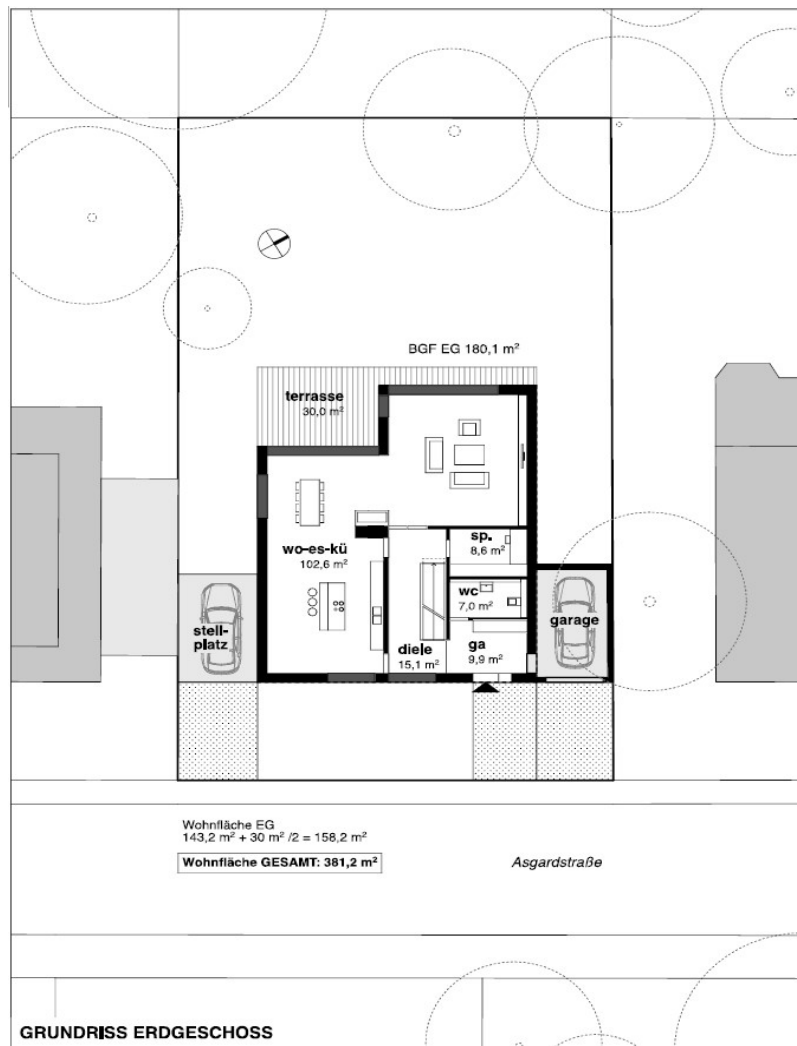 BGF EG 180,1 m²
terrasse
30,0 m²
wo-es-kü
102,6 m²
sp.
8,6 m²
wc
7,0 m²
stell-
platz
diele
15,1 m²
ga
9,9 m²
garage
Wohnfläche EG
143,2 m² + 30 m² /2 = 158,2 m²
Wohnfläche GESAMT: 381,2 m²
Asgardstraße
GRUNDRISS ERDGESCHOSS